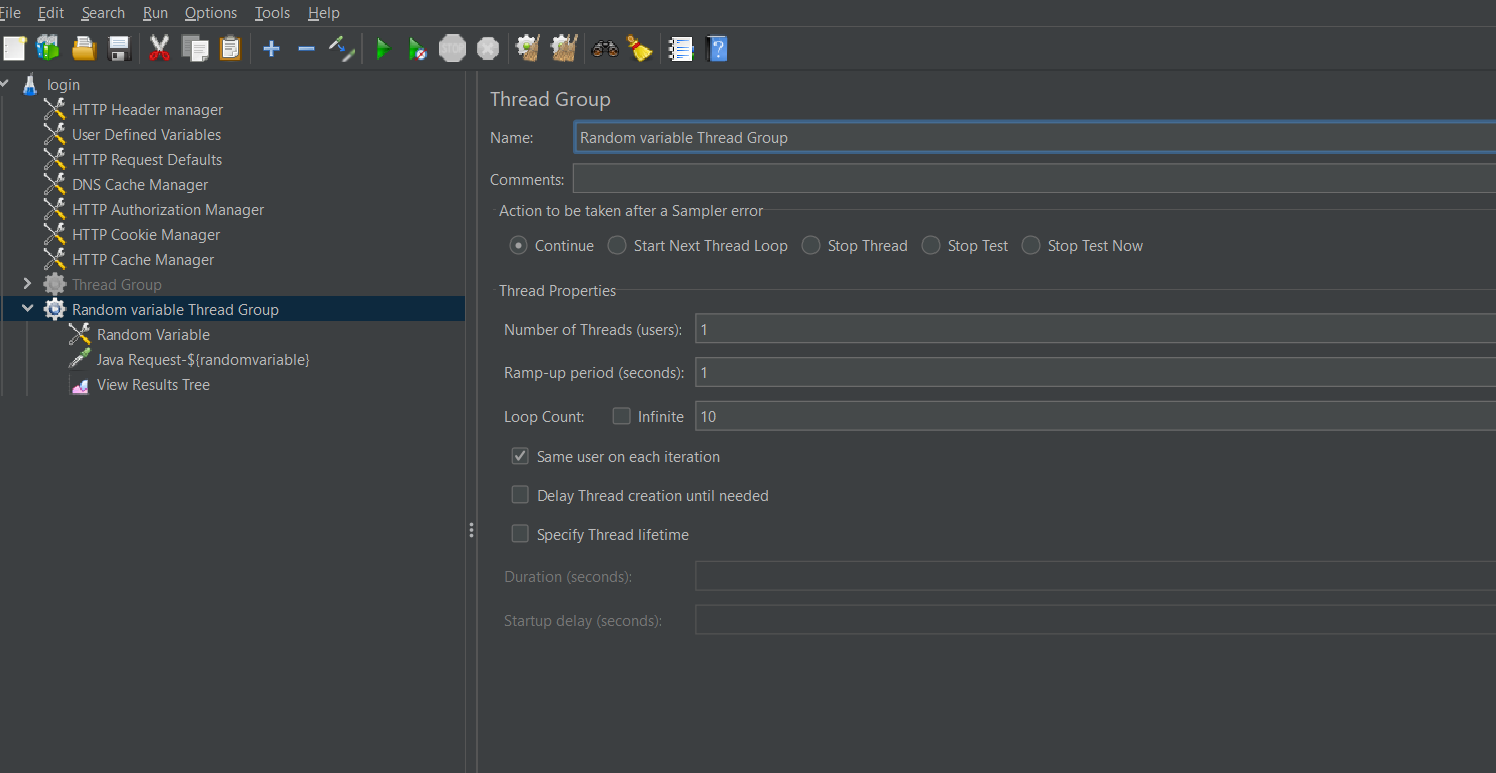 File Edit Search Run Options Tools Help
STOP
login
HTTP Header manager
User Defined Variables
HTTP Request Defaults
DNS Cache Manager
HTTP Authorization Manager
HTTP Cookie Manager
HTTP Cache Manager
Thread Group
Random variable Thread Group
Random Variable
Java Request-${randomvariable}
View Results Tree
Thread Group
Name: Random variable Thread Group
Comments:
Action to be taken after a Sampler error
Continue Start Next Thread Loop Stop Thread Stop Test Stop Test Now
Thread Properties
Number of Threads (users): 1
Ramp-up period (seconds): 1
Loop Count: Infinite 10
Same user on each iteration
Delay Thread creation until needed
Specify Thread lifetime
Duration (seconds):
Startup delay (seconds):